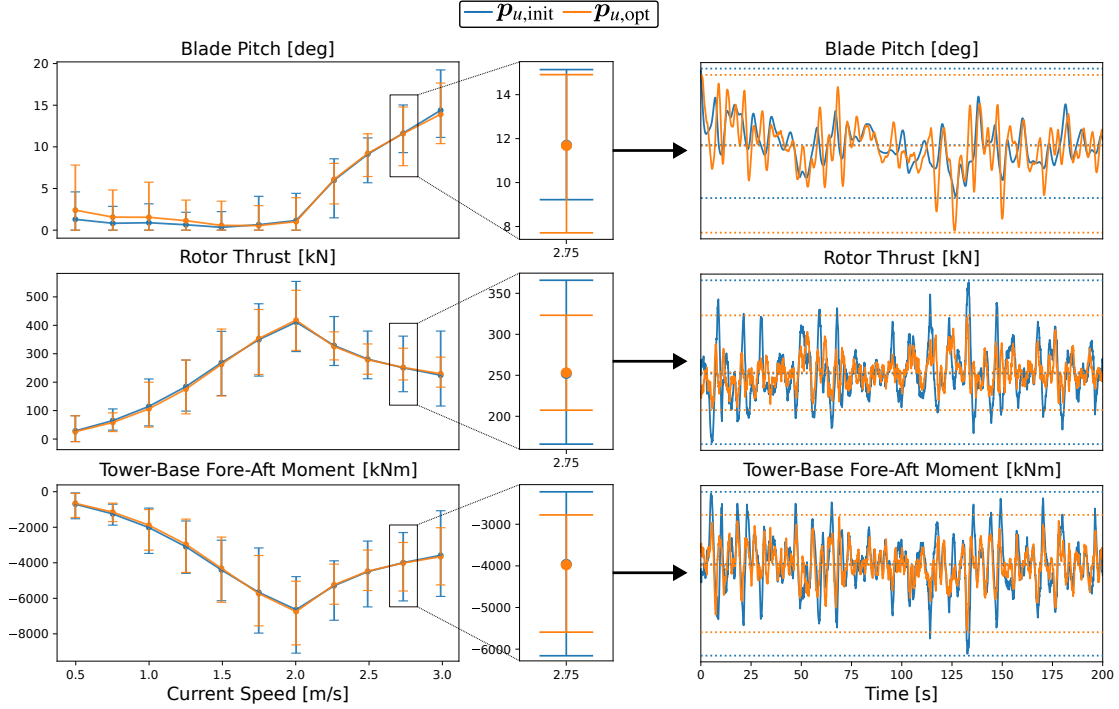 p_u,init p_u,opt
Blade Pitch [deg]
20
15
10
5
0
14
12
10
8
2.75
Blade Pitch [deg]
Rotor Thrust [kN]
500
400
300
200
100
0
350
300
250
200
2.75
Rotor Thrust [kN]
Tower-Base Fore-Aft Moment [kNm]
0
−2000
−4000
−6000
−8000
0.5 1.0 1.5 2.0 2.5 3.0
Current Speed [m/s]
−3000
−4000
−5000
−6000
2.75
Tower-Base Fore-Aft Moment [kNm]
0 25 50 75 100 125 150 175 200
Time [s]